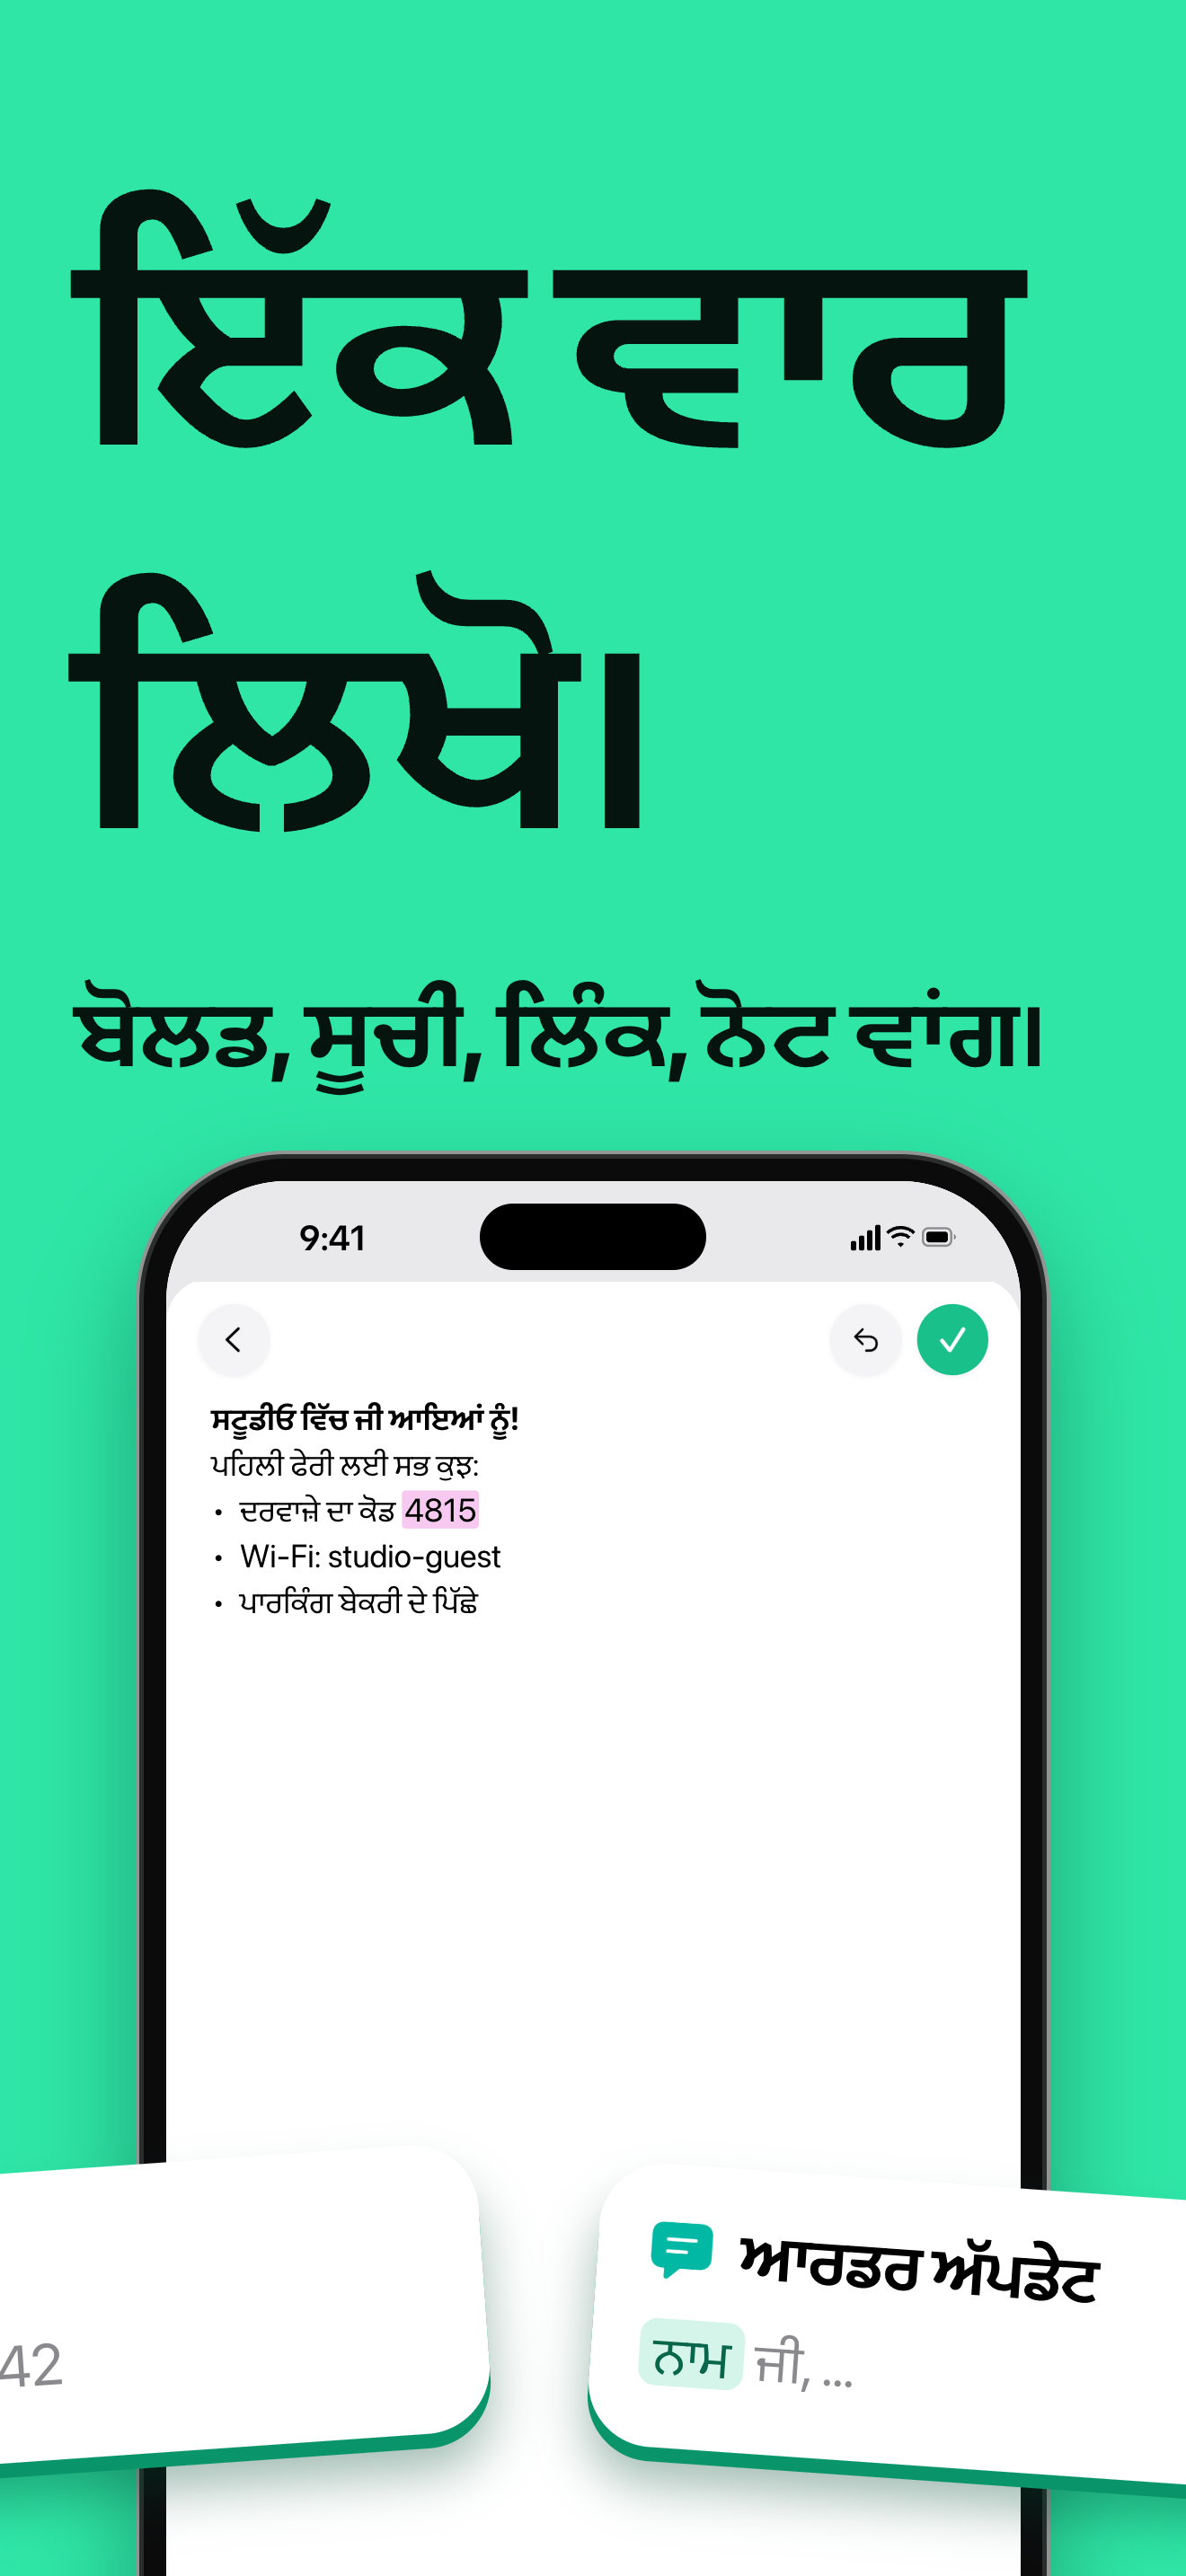 ਇੱਕ ਵਾਰ
ਲਿਖੋ।
ਬੋਲਡ, ਸੂਚੀ, ਲਿੰਕ, ਨੋਟ ਵਾਂਗ।
9:41
ਸਟੂਡੀਓ ਵਿੱਚ ਜੀ ਆਇਆਂ ਨੂੰ!
ਪਹਿਲੀ ਫੇਰੀ ਲਈ ਸਭ ਕੁਝ:
• ਦਰਵਾਜ਼ੇ ਦਾ ਕੋਡ 4815
• Wi-Fi: studio-guest
• ਪਾਰਕਿੰਗ ਬੇਕਰੀ ਦੇ ਪਿੱਛੇ
42
ਆਰਡਰ ਅੱਪਡੇਟ
ਨਾਮ ਜੀ, ...